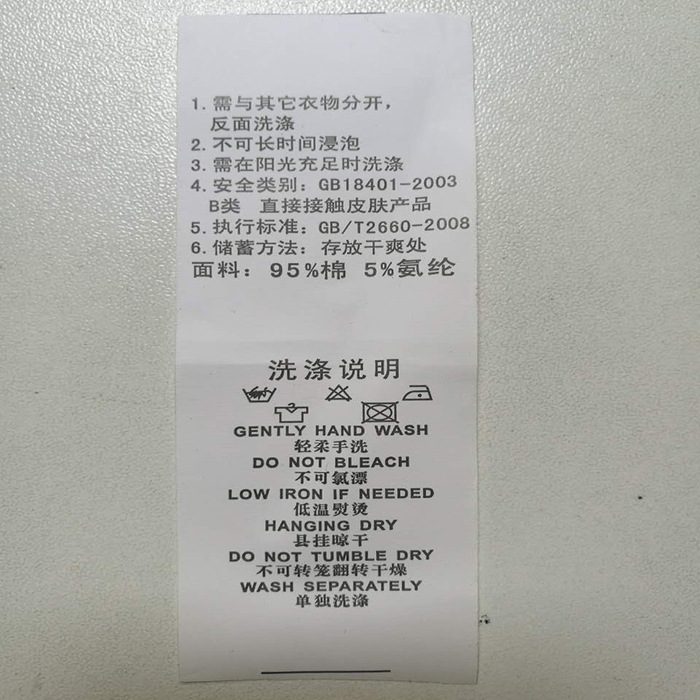 1. 需与其它衣物分开，
反面洗涤
2. 不可长时间浸泡
3. 需在阳光充足时洗涤
4. 安全类别：GB18401-2003
B类 直接接触皮肤产品
5. 执行标准：GB/T2660-2008
6. 储蓄方法：存放干爽处
面料：95%棉 5%氨纶
洗涤说明
GENTLY HAND WASH
轻柔手洗
DO NOT BLEACH
不可氯漂
LOW IRON IF NEEDED
低温熨烫
HANGING DRY
县挂晾干
DO NOT TUMBLE DRY
不可转笼翻转干燥
WASH SEPARATELY
单独洗涤